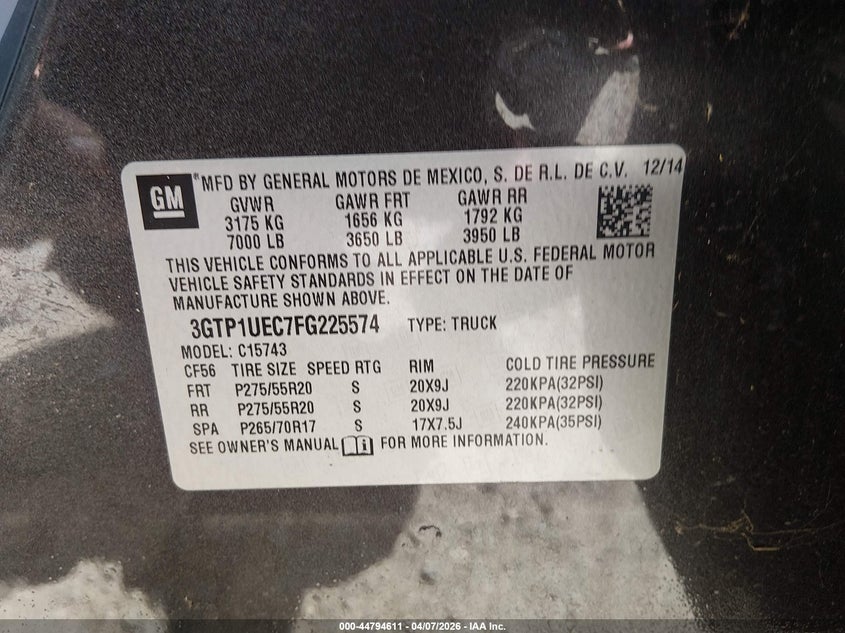 GM
MFD BY GENERAL MOTORS DE MEXICO, S. DE R.L. DE C.V. 12/14
GVWR GAWR FRT GAWR RR
3175 KG 1656 KG 1792 KG
7000 LB 3650 LB 3950 LB
THIS VEHICLE CONFORMS TO ALL APPLICABLE U.S. FEDERAL MOTOR
VEHICLE SAFETY STANDARDS IN EFFECT ON THE DATE OF
MANUFACTURE SHOWN ABOVE.
3GTP1UEC7FG225574 TYPE: TRUCK
MODEL: C15743
CF56 TIRE SIZE SPEED RTG RIM COLD TIRE PRESSURE
FRT P275/55R20 S 20X9J 220KPA(32PSI)
RR P275/55R20 S 20X9J 220KPA(32PSI)
SPA P265/70R17 S 17X7.5J 240KPA(35PSI)
SEE OWNER'S MANUAL FOR MORE INFORMATION.
000-44794611 - 04/07/2026 - IAA Inc.